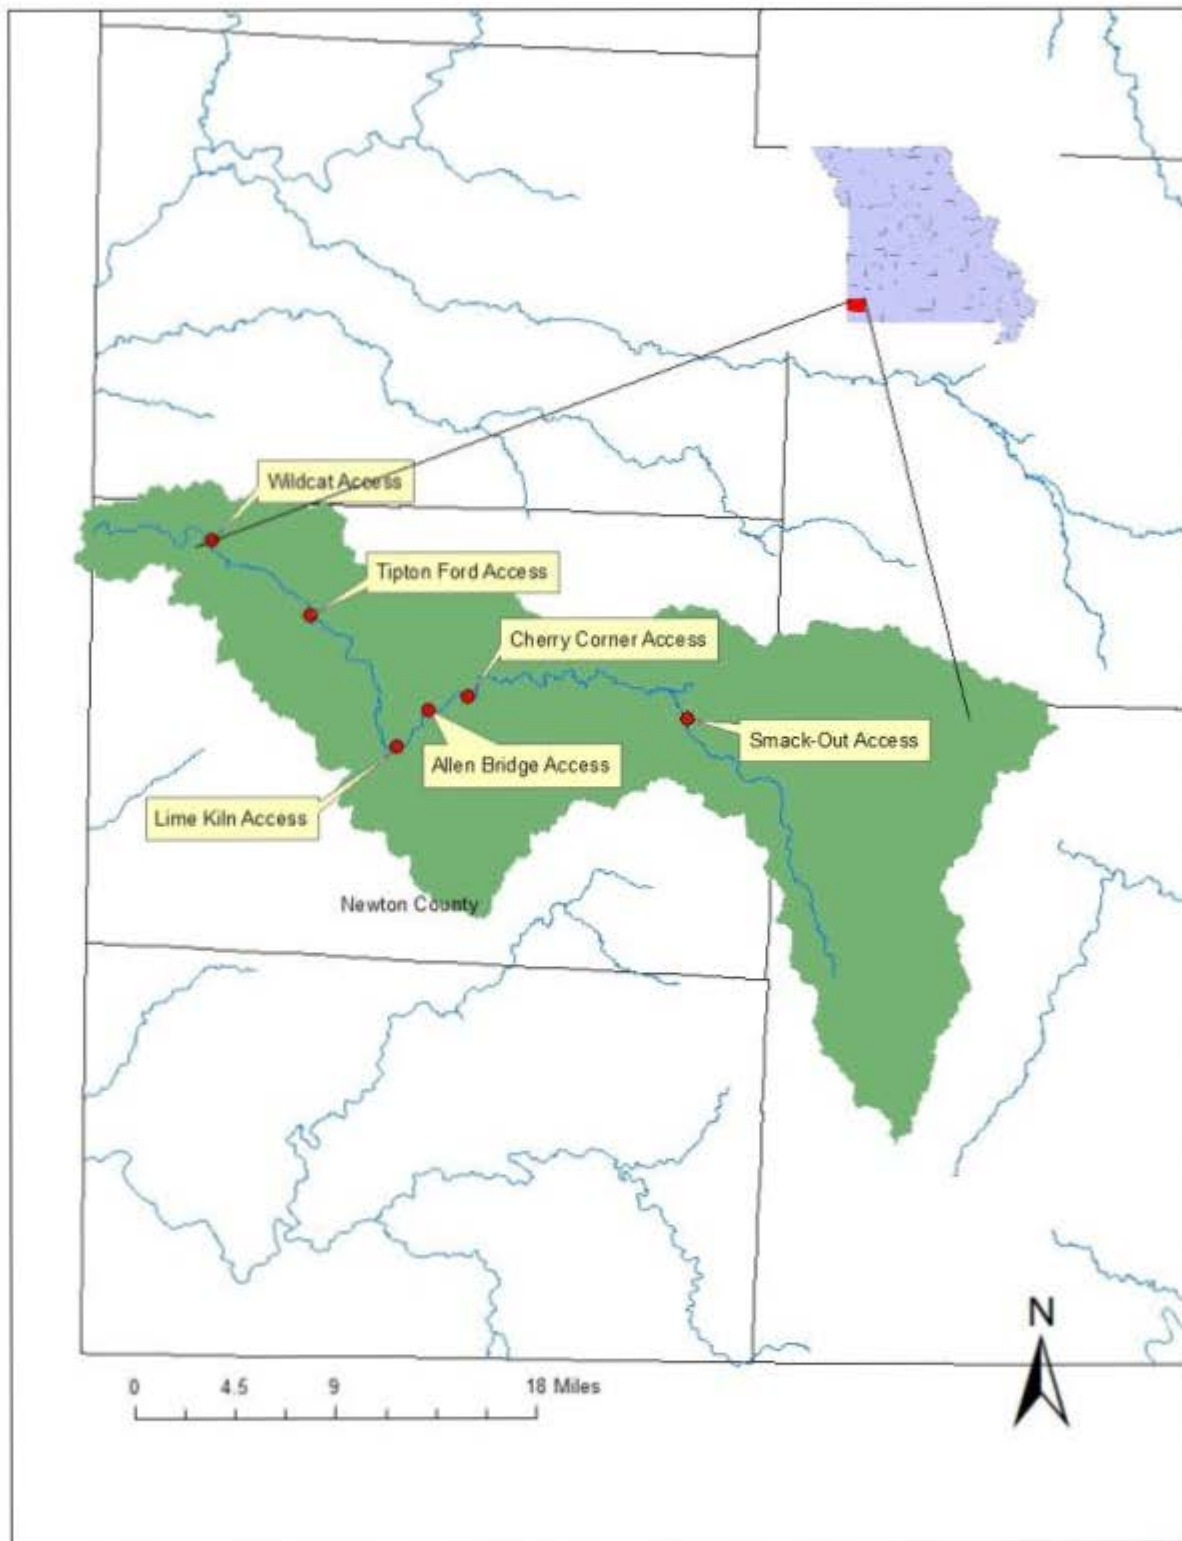 Wildcat Access
Tipton Ford Access
Cherry Corner Access
Smack-Out Access
Allen Bridge Access
Lime Kiln Access
Newton County
N
0 4.5 9 18 Miles